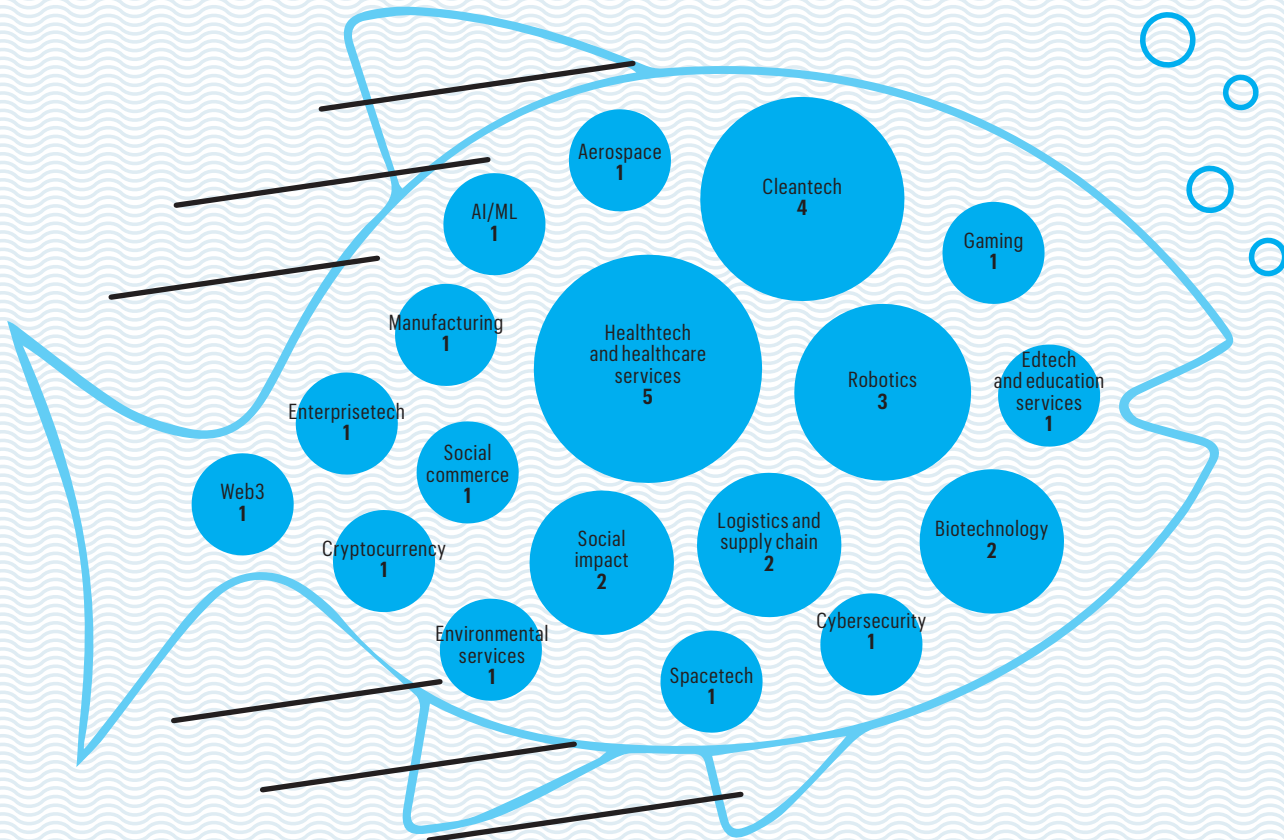 Aerospace
1
Cleantech
4
AI/ML
1
Gaming
1
Manufacturing
1
Healthtech
and healthcare
services
5
Robotics
3
Edtech
and education
services
1
Enterprisetech
1
Social
commerce
1
Web3
1
Cryptocurrency
1
Social
impact
2
Logistics and
supply chain
2
Biotechnology
2
Environmental
services
1
Spacetech
1
Cybersecurity
1